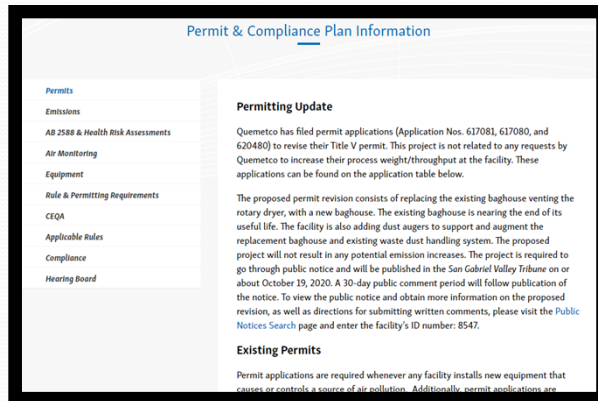 Permit & Compliance Plan Information
Permits
Emissions
AB 2588 & Health Risk Assessments
Air Monitoring
Equipment
Rule & Permitting Requirements
CEQA
Applicable Rules
Compliance
Hearing Board
Permitting Update
Quemetco has filed permit applications (Application Nos. 617081, 617080, and
620480) to revise their Title V permit. This project is not related to any requests by
Quemetco to increase their process weight/throughput at the facility. These
applications can be found on the application table below.
The proposed permit revision consists of replacing the existing baghouse venting the
rotary dryer, with a new baghouse. The existing baghouse is nearing the end of its
useful life. The facility is also adding dust augers to support and augment the
replacement baghouse and existing waste dust handling system. The proposed
project will not result in any potential emission increases. The project is required to
go through public notice and will be published in the San Gabriel Valley Tribune on or
about October 19, 2020. A 30-day public comment period will follow publication of
the notice. To view the public notice and obtain more information on the proposed
revision, as well as directions for submitting written comments, please visit the Public
Notices Search page and enter the facility's ID number: 8547.
Existing Permits
Permit applications are required whenever any facility installs new equipment that
causes or controls a source of air pollution. Additionally, permit applications are